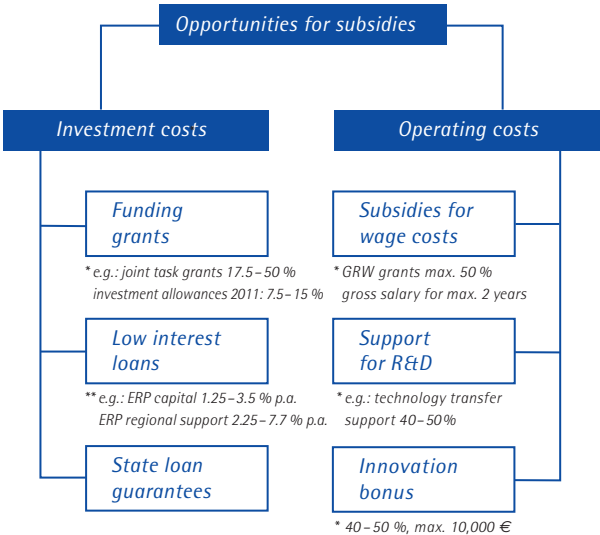 Opportunities for subsidies
Investment costs
Funding
grants
* e.g.: joint task grants 17.5–50 %
investment allowances 2011: 7.5–15 %
Low interest
loans
** e.g.: ERP capital 1.25–3.5 % p.a.
ERP regional support 2.25–7.7 % p.a.
State loan
guarantees
Operating costs
Subsidies for
wage costs
* GRW grants max. 50 %
gross salary for max. 2 years
Support
for R&D
* e.g.: technology transfer
support 40–50%
Innovation
bonus
* 40–50 %, max. 10,000 €